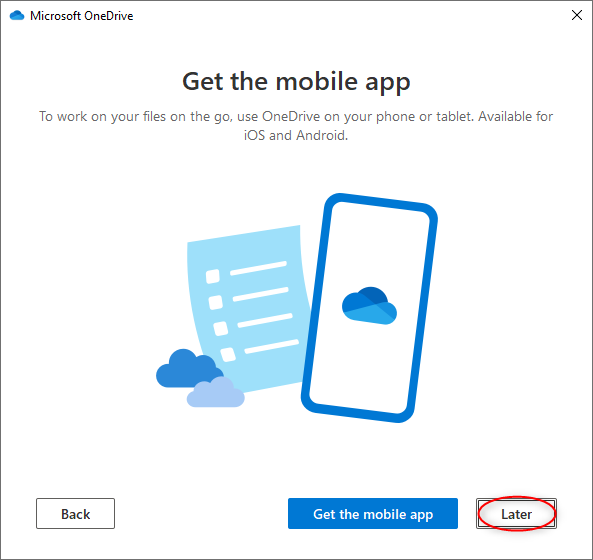 Microsoft OneDrive
Get the mobile app
To work on your files on the go, use OneDrive on your phone or tablet. Available for
iOS and Android.
Back
Get the mobile app
Later